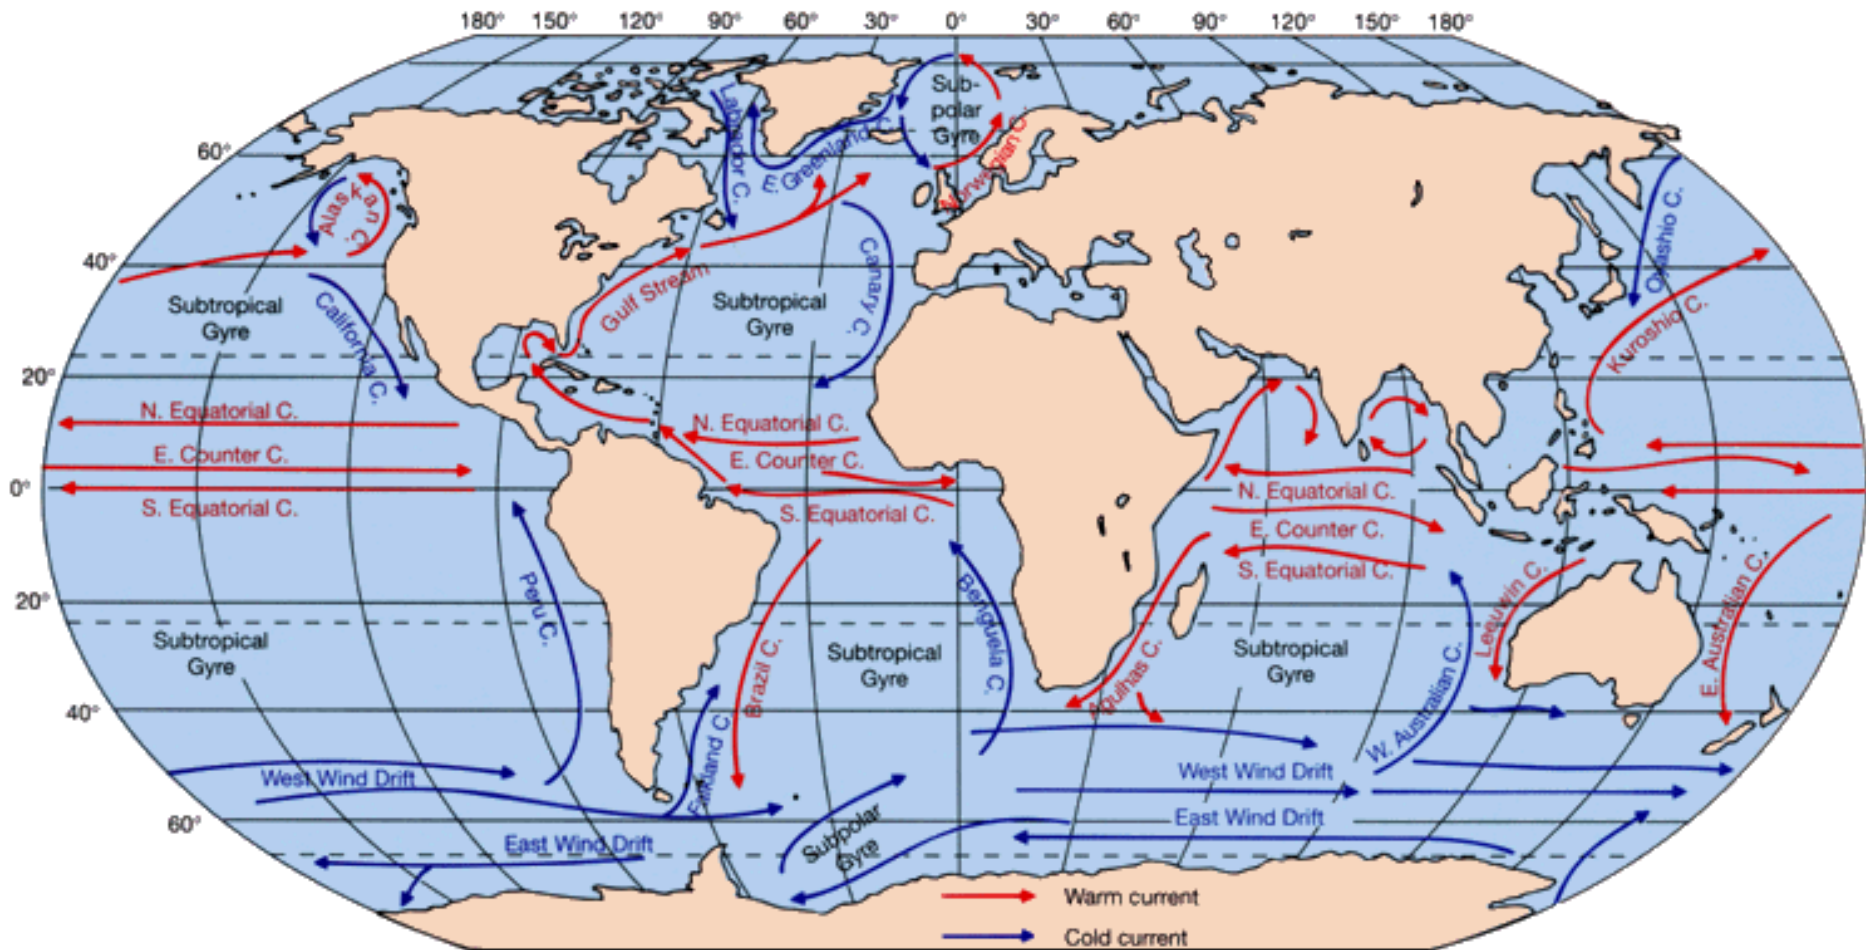 180° 150° 120° 90° 60° 30° 0° 30° 60° 90° 120° 150° 180°
Sub-
polar
Gyre
Labrador C.
E. Greenland C.
Norwegian C.
60°
Alaskan C.
Oyashio C.
40°
Canary C.
Gulf Stream
Subtropical
Gyre
Subtropical
Gyre
California C.
Kuroshio C.
20°
N. Equatorial C.
N. Equatorial C.
E. Counter C.
E. Counter C.
0°
S. Equatorial C.
S. Equatorial C.
N. Equatorial C.
E. Counter C.
S. Equatorial C.
Peru C.
Benguela C.
Leeuwin C.
E. Australian C.
20°
Subtropical
Gyre
Brazil C.
Subtropical
Gyre
Agulhas C.
Subtropical
Gyre
W. Australian C.
40°
Falkland C.
West Wind Drift
West Wind Drift
60°
East Wind Drift
East Wind Drift
Subpolar
Gyre
Warm current
Cold current